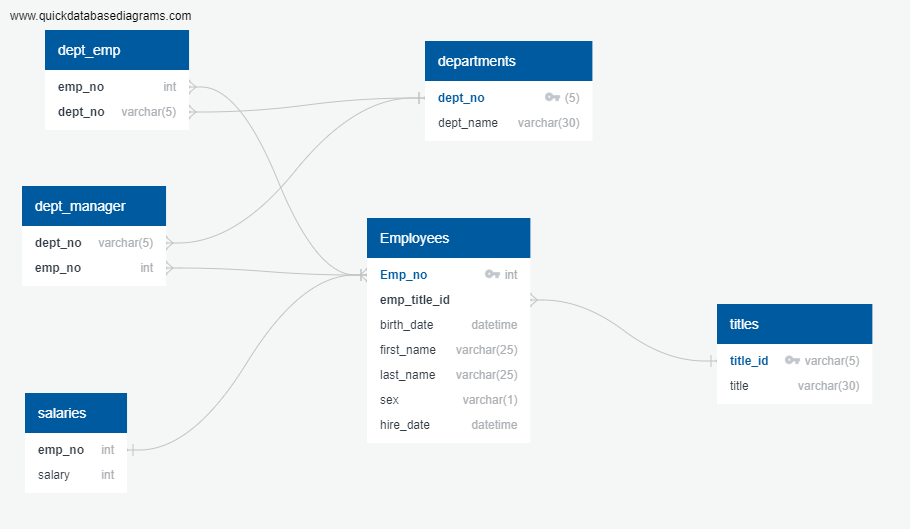 www.quickdatabasediagrams.com
dept_emp
emp_no int
dept_no varchar(5)
departments
dept_no (5)
dept_name varchar(30)
dept_manager
dept_no varchar(5)
emp_no int
Employees
Emp_no int
emp_title_id
birth_date datetime
first_name varchar(25)
last_name varchar(25)
sex varchar(1)
hire_date datetime
titles
title_id varchar(5)
title varchar(30)
salaries
emp_no int
salary int